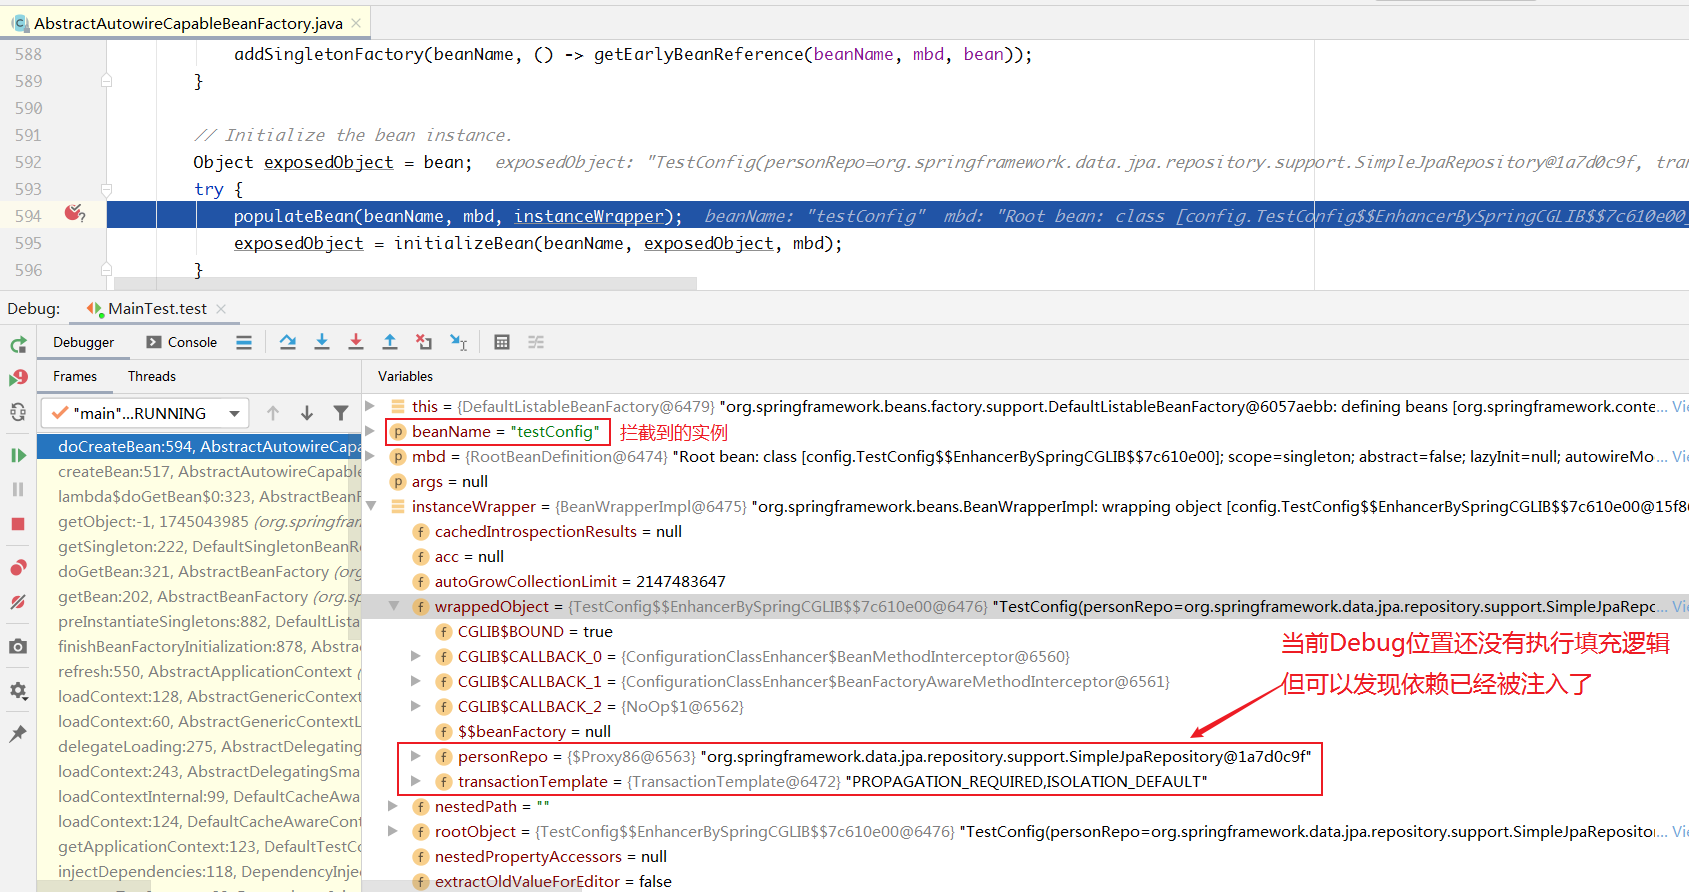 AbstractAutowireCapableBeanFactory.java
588 addSingletonFactory(beanName, () -> getEarlyBeanReference(beanName, mbd, bean));
589 }
590
591 // Initialize the bean instance.
592 Object exposedObject = bean; exposedObject: "TestConfig(personRepo=org.springframework.data.jpa.repository.support.SimpleJpaRepository@1a7d0c9f, tran
593 try {
594 populateBean(beanName, mbd, instanceWrapper); beanName: "testConfig" mbd: "Root bean: class [config.TestConfig$$EnhancerBySpringCGLIB$$7c610e00]
595 exposedObject = initializeBean(beanName, exposedObject, mbd);
596 }
Debug: MainTest.test
Debugger Console
Frames Threads Variables
"main"...RUNNING
doCreateBean:594, AbstractAutowireCapa
createBean:517, AbstractAutowireCapable
lambda$doGetBean$0:323, AbstractBeanF
getObject:-1, 1745043985 (org.springfran
getSingleton:222, DefaultSingletonBeanRe
doGetBean:321, AbstractBeanFactory (org
getBean:202, AbstractBeanFactory (org.sp
preInstantiateSingletons:882, DefaultLista
finishBeanFactoryInitialization:878, Abstra
refresh:550, AbstractApplicationContext (
loadContext:128, AbstractGenericContext
loadContext:60, AbstractGenericContextL
delegateLoading:275, AbstractDelegating
loadContext:243, AbstractDelegatingSma
loadContextInternal:99, DefaultCacheAwa
loadContext:124, DefaultCacheAwareCont
getApplicationContext:123, DefaultTestCo
injectDependencies:118, DependencyInjec
this = {DefaultListableBeanFactory@6479} "org.springframework.beans.factory.support.DefaultListableBeanFactory@6057aebb: defining beans [org.springframework.conte... Vi
beanName = "testConfig" 拦截到的实例
mbd = {RootBeanDefinition@6474} "Root bean: class [config.TestConfig$$EnhancerBySpringCGLIB$$7c610e00]; scope=singleton; abstract=false; lazyInit=null; autowireMo... Vi
args = null
instanceWrapper = {BeanWrapperImpl@6475} "org.springframework.beans.BeanWrapperImpl: wrapping object [config.TestConfig$$EnhancerBySpringCGLIB$$7c610e00@15f86
cachedIntrospectionResults = null
acc = null
autoGrowCollectionLimit = 2147483647
wrappedObject = {TestConfig$$EnhancerBySpringCGLIB$$7c610e00@6476} "TestConfig(personRepo=org.springframework.data.jpa.repository.support.SimpleJpaRepo... Vi
CGLIB$BOUND = true
CGLIB$CALLBACK_0 = {ConfigurationClassEnhancer$BeanMethodInterceptor@6560}
CGLIB$CALLBACK_1 = {ConfigurationClassEnhancer$BeanFactoryAwareMethodInterceptor@6561}
CGLIB$CALLBACK_2 = {NoOp$1@6562}
$$beanFactory = null
当前Debug位置还没有执行填充逻辑
但可以发现依赖已经被注入了
personRepo = {$Proxy86@6563} "org.springframework.data.jpa.repository.support.SimpleJpaRepository@1a7d0c9f"
transactionTemplate = {TransactionTemplate@6472} "PROPAGATION_REQUIRED,ISOLATION_DEFAULT"
nestedPath = ""
rootObject = {TestConfig$$EnhancerBySpringCGLIB$$7c610e00@6476} "TestConfig(personRepo=org.springframework.data.jpa.repository.support.SimpleJpaRepositor... Vi
nestedPropertyAccessors = null
extractOldValueForEditor = false